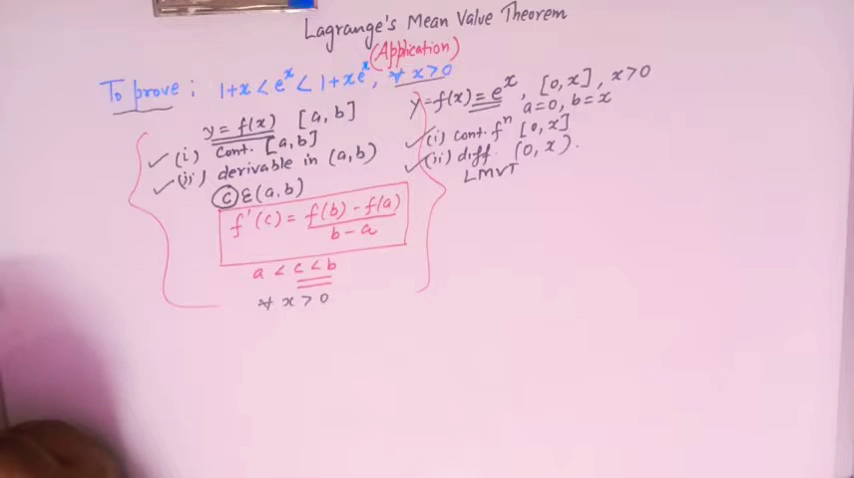 Lagrange's Mean Value Theorem
(Application)
To prove : 1+x < e^x < 1+xe^x, ∀ x>0
y = f(x) [a, b]
(i) cont. [a, b]
(ii) derivable in (a, b)
c ε (a, b)
f'(c) = f(b) - f(a) / b - a
a < c < b
∀ x > 0
y = f(x) = e^x, [0, x], x>0
a=0, b=x
(i) cont. f^n [0, x]
(ii) diff. (0, x).
LMVT